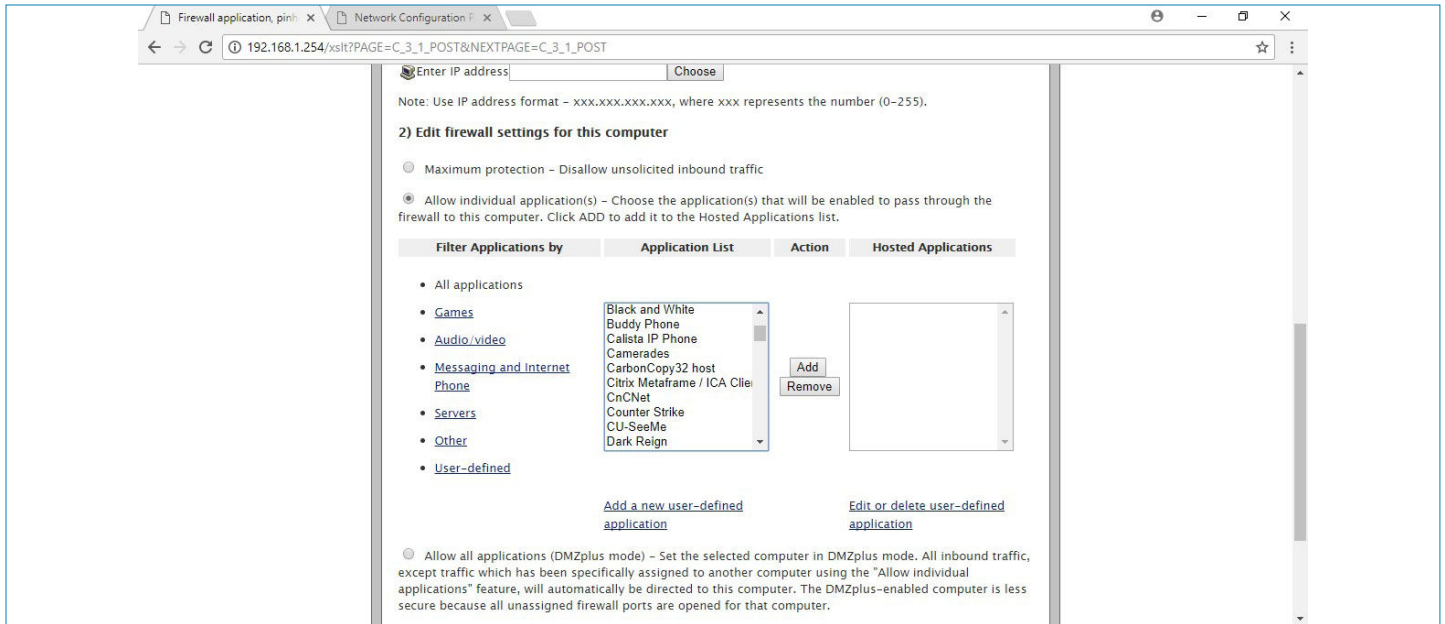 Firewall application, pinh
Network Configuration P
192.168.1.254/xslt?PAGE=C_3_1_POST&NEXTPAGE=C_3_1_POST
Enter IP address
Choose
Note: Use IP address format – xxx.xxx.xxx.xxx, where xxx represents the number (0-255).
2) Edit firewall settings for this computer
Maximum protection – Disallow unsolicited inbound traffic
Allow individual application(s) – Choose the application(s) that will be enabled to pass through the
firewall to this computer. Click ADD to add it to the Hosted Applications list.
Filter Applications by
Application List
Action
Hosted Applications
• All applications
• Games
• Audio/video
• Messaging and Internet
Phone
• Servers
• Other
• User-defined
Black and White
Buddy Phone
Calista IP Phone
Camerades
CarbonCopy32 host
Citrix Metaframe / ICA Clie
CnCNet
Counter Strike
CU-SeeMe
Dark Reign
Add
Remove
Add a new user-defined
application
Edit or delete user-defined
application
Allow all applications (DMZplus mode) – Set the selected computer in DMZplus mode. All inbound traffic,
except traffic which has been specifically assigned to another computer using the "Allow individual
applications" feature, will automatically be directed to this computer. The DMZplus-enabled computer is less
secure because all unassigned firewall ports are opened for that computer.